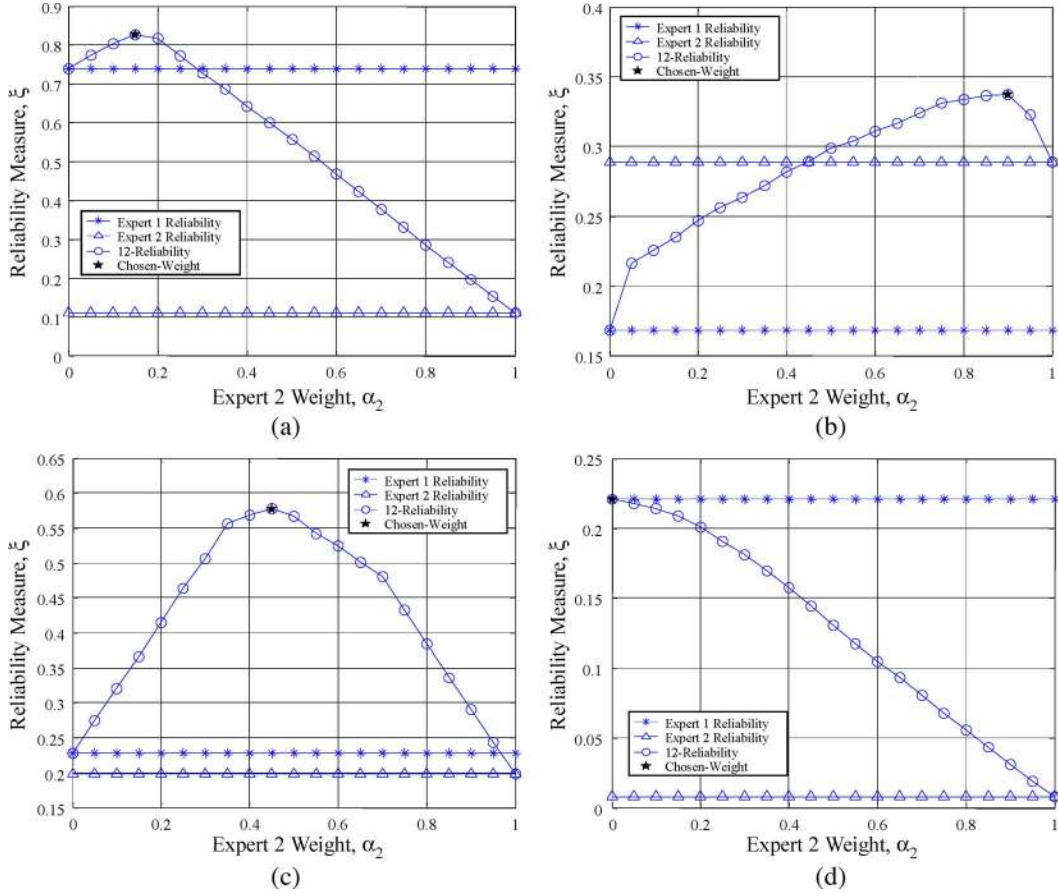 0.9
0.8
0.7
0.6
0.5
0.4
0.3
0.2
0.1
0
Reliability Measure, ξ
Expert 1 Reliability
Expert 2 Reliability
12-Reliability
Chosen-Weight
0 0.2 0.4 0.6 0.8 1
Expert 2 Weight, α2
(a)
0.4
0.35
0.3
0.25
0.2
0.15
Reliability Measure, ξ
Expert 1 Reliability
Expert 2 Reliability
12-Reliability
Chosen-Weight
0 0.2 0.4 0.6 0.8 1
Expert 2 Weight, α2
(b)
0.65
0.6
0.55
0.5
0.45
0.4
0.35
0.3
0.25
0.2
0.15
Reliability Measure, ξ
Expert 1 Reliability
Expert 2 Reliability
12-Reliability
Chosen-Weight
0 0.2 0.4 0.6 0.8 1
Expert 2 Weight, α2
(c)
0.25
0.2
0.15
0.1
0.05
0
Reliability Measure, ξ
Expert 1 Reliability
Expert 2 Reliability
12-Reliability
Chosen-Weight
0 0.2 0.4 0.6 0.8 1
Expert 2 Weight, α2
(d)